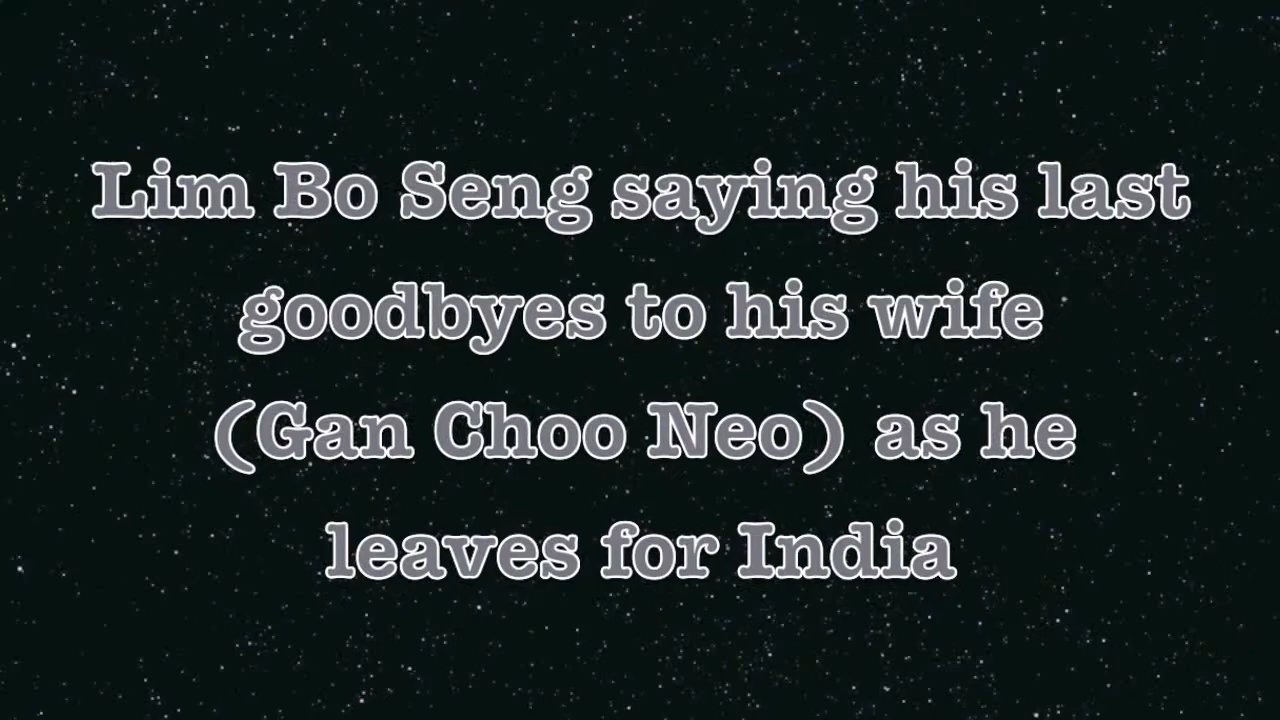 Lim Bo Seng saying his last
goodbyes to his wife
(Gan Choo Neo) as he
leaves for India